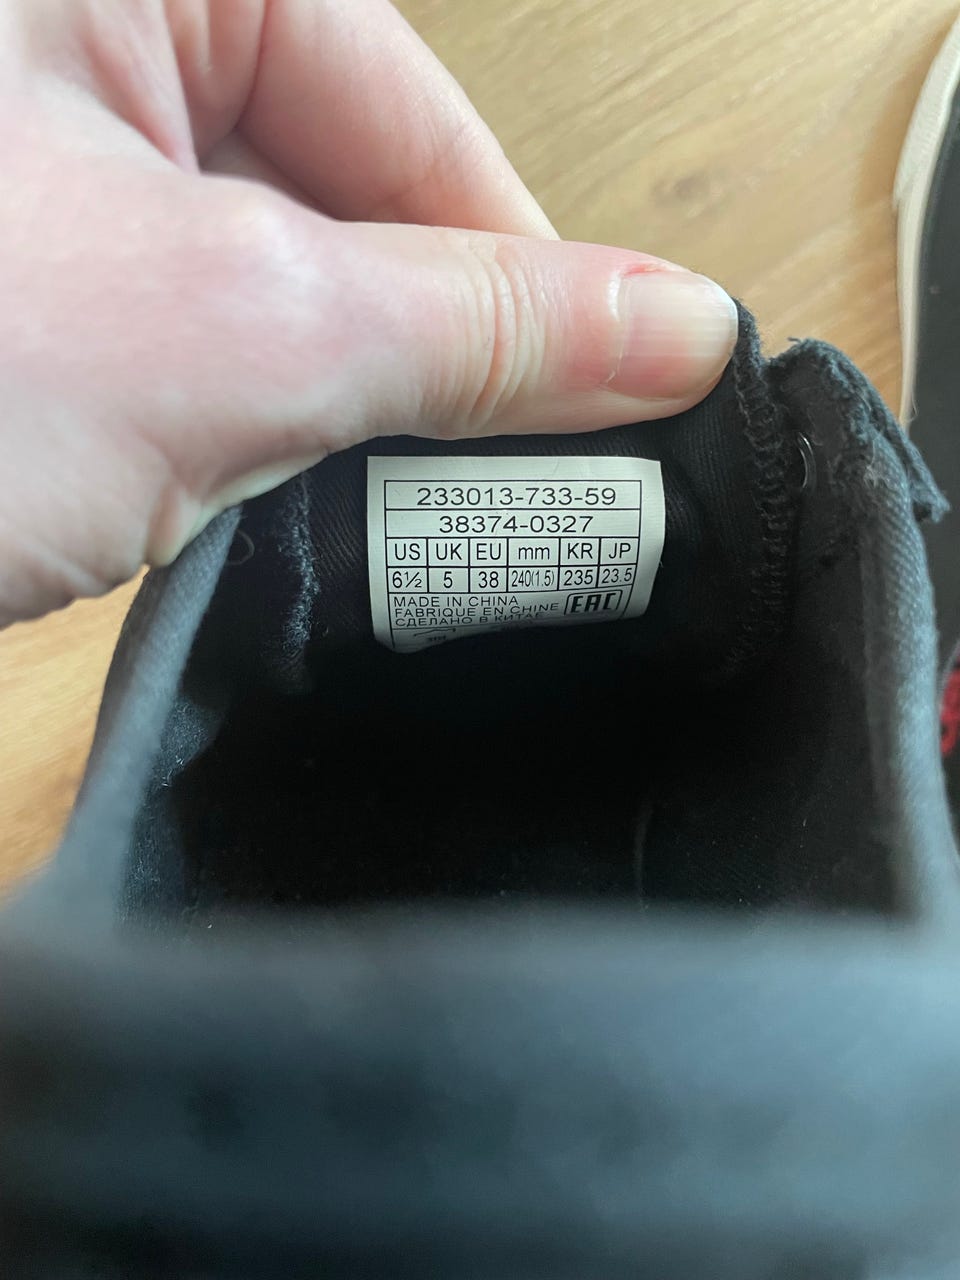 233013-733-59
38374-0327
US UK EU mm KR JP
6½ 5 38 240(1.5) 235 23.5
MADE IN CHINA
FABRIQUE EN CHINE
СДЕЛАНО В КИТАЕ
EAC